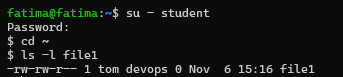 fatima@fatima:~$ su - student
Password:
$ cd ~
$ ls -l file1
-rw-rw-r-- 1 tom devops 0 Nov  6 15:16 file1